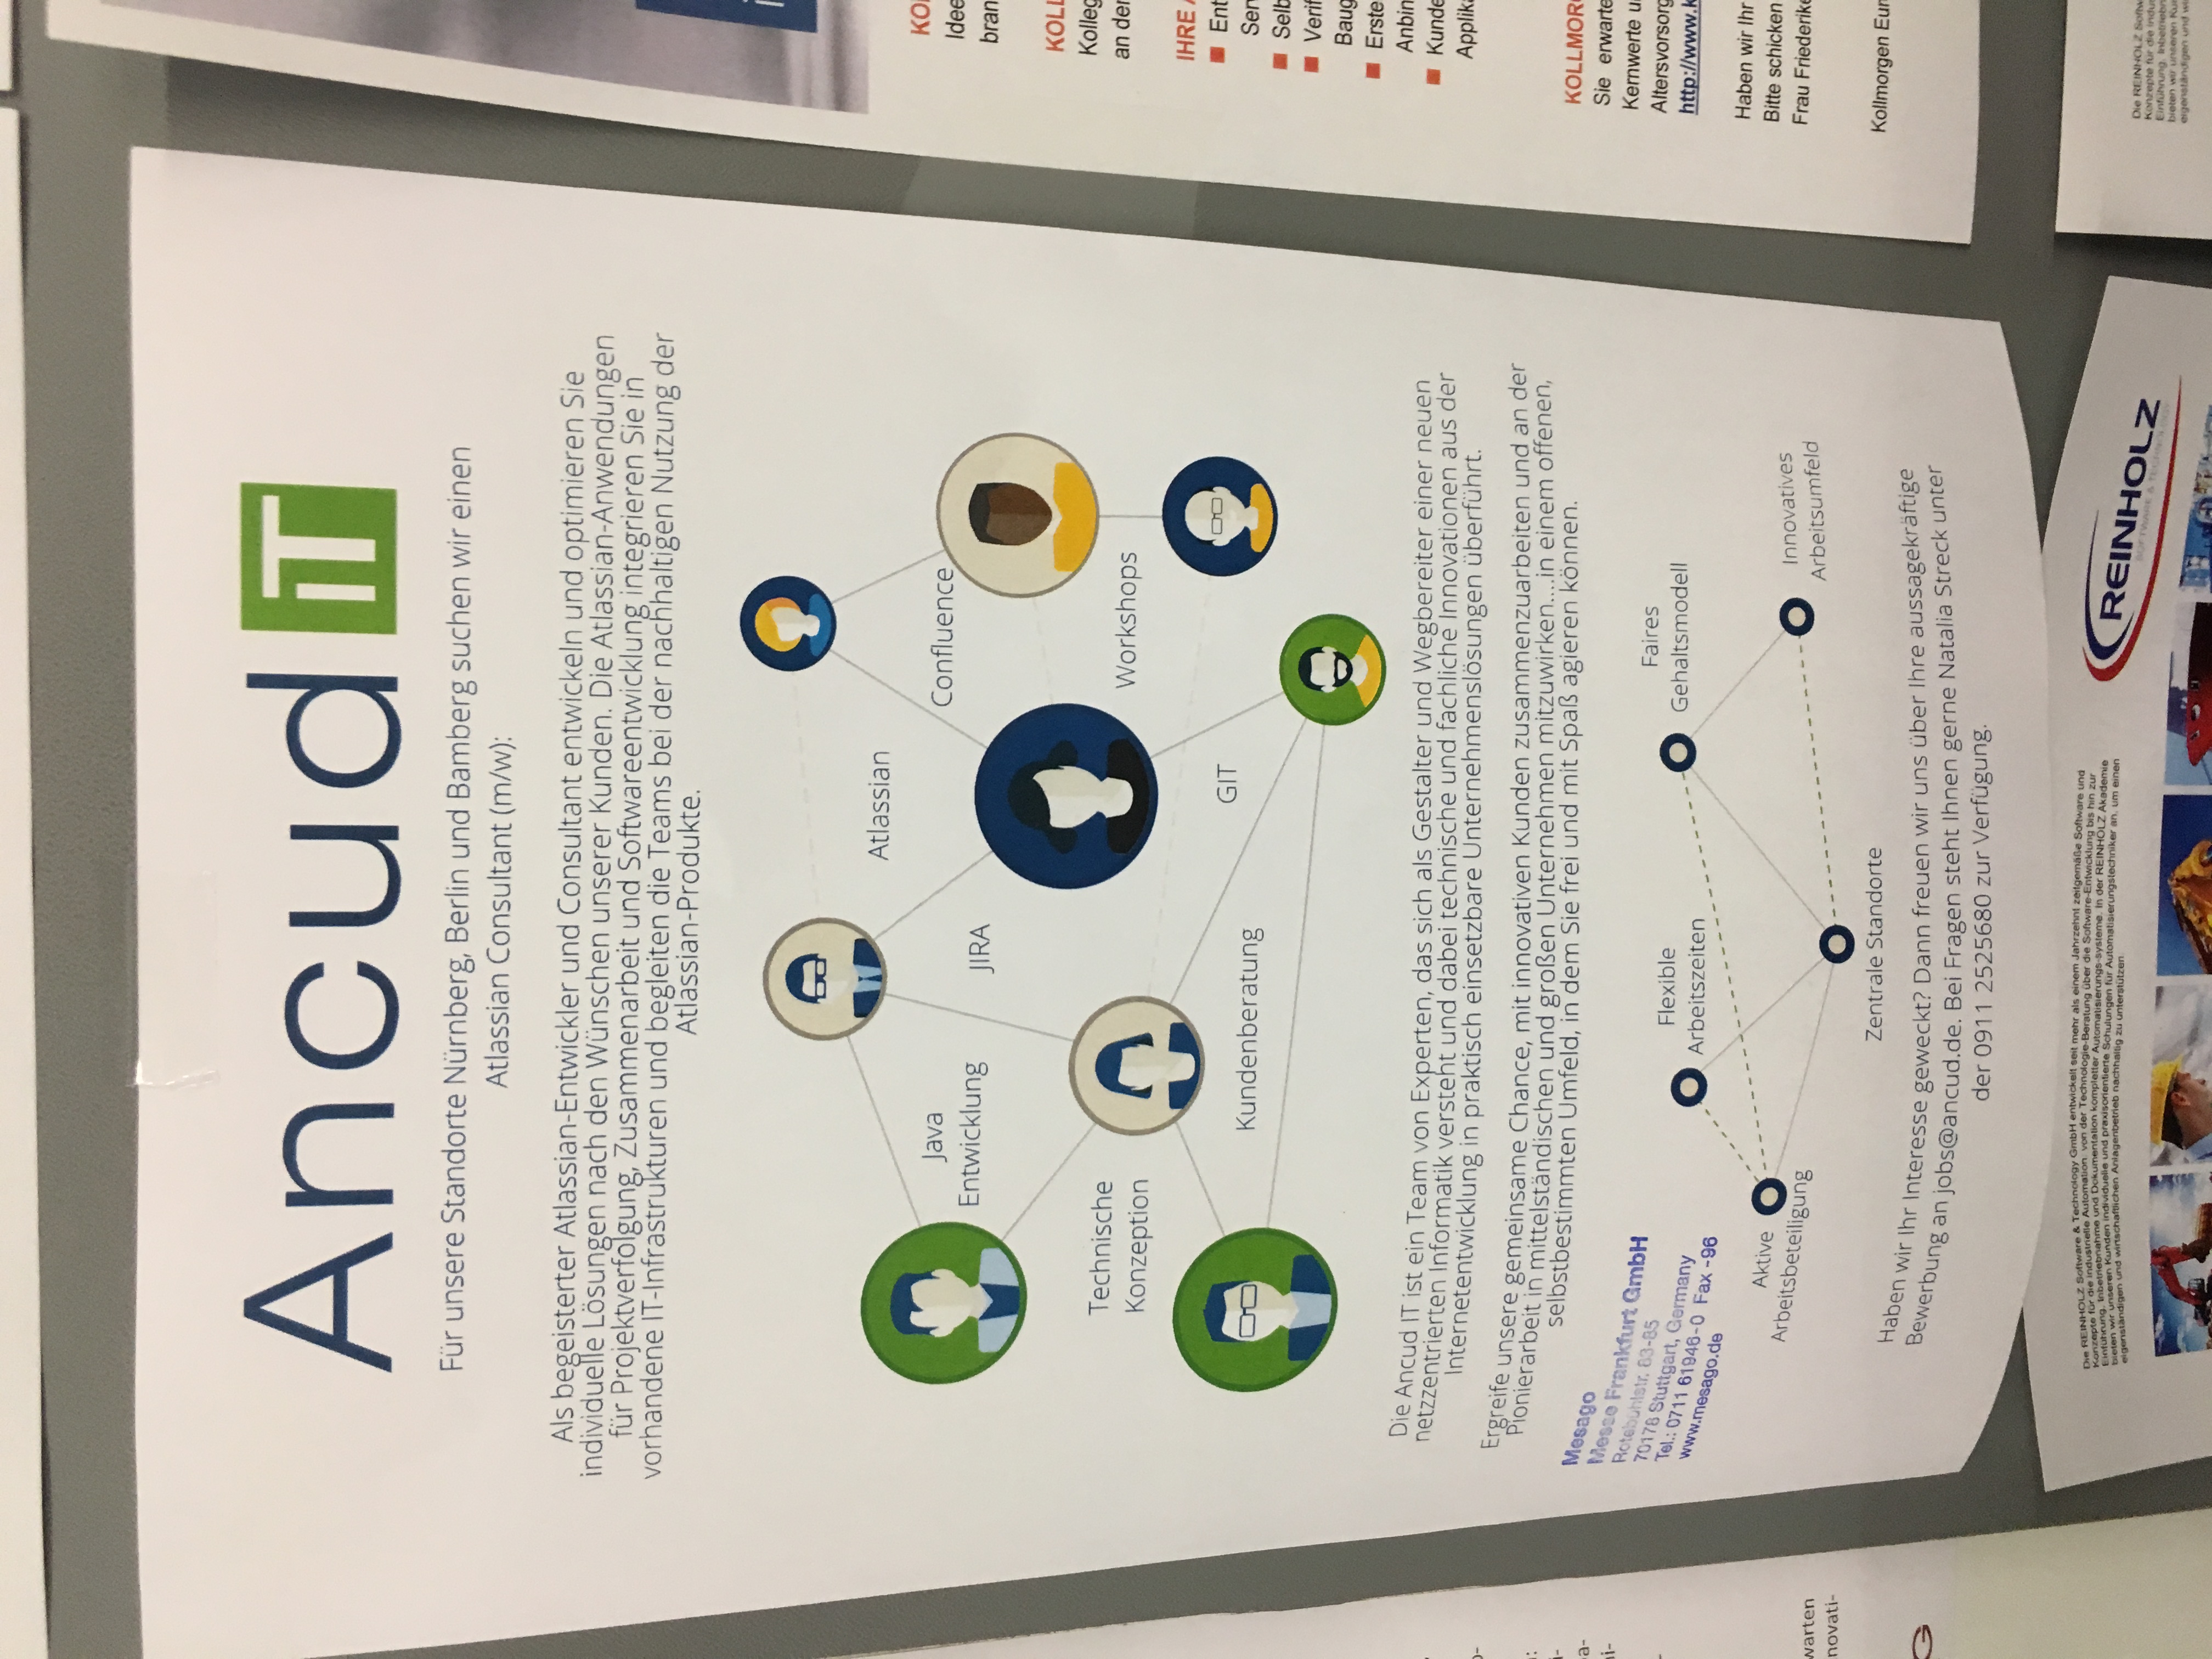 Ancud iT
Für unsere Standorte Nürnberg, Berlin und Bamberg suchen wir einen
Atlassian Consultant (m/w):
Als begeisterter Atlassian-Entwickler und Consultant entwickeln und optimieren Sie
individuelle Lösungen nach den Wünschen unserer Kunden. Die Atlassian-Anwendungen
für Projektverfolgung, Zusammenarbeit und Softwareentwicklung integrieren Sie in
vorhandene IT-Infrastrukturen und begleiten die Teams bei der nachhaltigen Nutzung der
Atlassian-Produkte.
Atlassian
Java
Entwicklung
Confluence
JIRA
Technische
Konzeption
Workshops
GIT
Kundenberatung
Die Ancud IT ist ein Team von Experten, das sich als Gestalter und Wegbereiter einer neuen
netzzentrierten Informatik versteht und dabei technische und fachliche Innovationen aus der
Internetentwicklung in praktisch einsetzbare Unternehmenslösungen überführt.
Ergreife unsere gemeinsame Chance, mit innovativen Kunden zusammenzuarbeiten und an der
Pionierarbeit in mittelständischen und großen Unternehmen mitzuwirken....in einem offenen,
selbstbestimmten Umfeld, in dem Sie frei und mit Spaß agieren können.
Mesago
Messe Frankfurt GmbH
Rotebühlstr. 83-85
70178 Stuttgart, Germany
Tel.: 0711 61946-0 Fax -96
www.mesago.de
Flexible
Arbeitszeiten
Faires
Gehaltsmodell
Aktive
Arbeitsbeteiligung
Innovatives
Arbeitsumfeld
Zentrale Standorte
Haben wir Ihr Interesse geweckt? Dann freuen wir uns über Ihre aussagekräftige
Bewerbung an jobs@ancud.de. Bei Fragen steht Ihnen gerne Natalia Streck unter
der 0911 2525680 zur Verfügung.
Die REINHOLZ Software & Technology GmbH entwickelt seit mehr als einem Jahrzehnt zeitgemäße Software und
Konzepte für die industrielle Automation: von der Technologie-Beratung über die Software-Entwicklung bis hin zur
Einführung, Inbetriebnahme und Dokumentation kompletter Automatisierungs-systeme. In der REINHOLZ Akademie
bieten wir unseren Kunden individuelle und praxisorientierte Schulungen für Automatisierungstechniker an, um einen
eigenständigen und wirtschaftlichen Anlagenbetrieb nachhaltig zu unterstützen.
REINHOLZ
SOFTWARE & TECHNOLOGY
Idee
bran
KOLL
Kolleg
an der
IHRE
Ent
Selb
Verif
Baug
Erste
Anbin
Kunde
Applik
Sie erwarte
Kernwerte
Altersvorsorg
http://www.k
Haben wir Ihr
Bitte schicken
Frau Friederike
Kollmorgen
warten
novati-
Die REINHOLZ